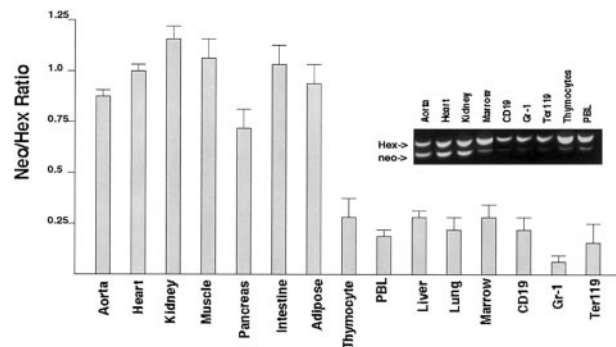 Neo/Hex Ratio
1.25
1.0
0.75
0.5
0.25
Aorta
Heart
Kidney
Muscle
Pancreas
Intestine
Adipose
Thymocyte
PBL
Liver
Lung
Marrow
CD19
Gr-1
Ter119
Aorta
Heart
Kidney
Marrow
CD19
Gr-1
Ter119
Thymocytes
PBL
Hex->
neo->